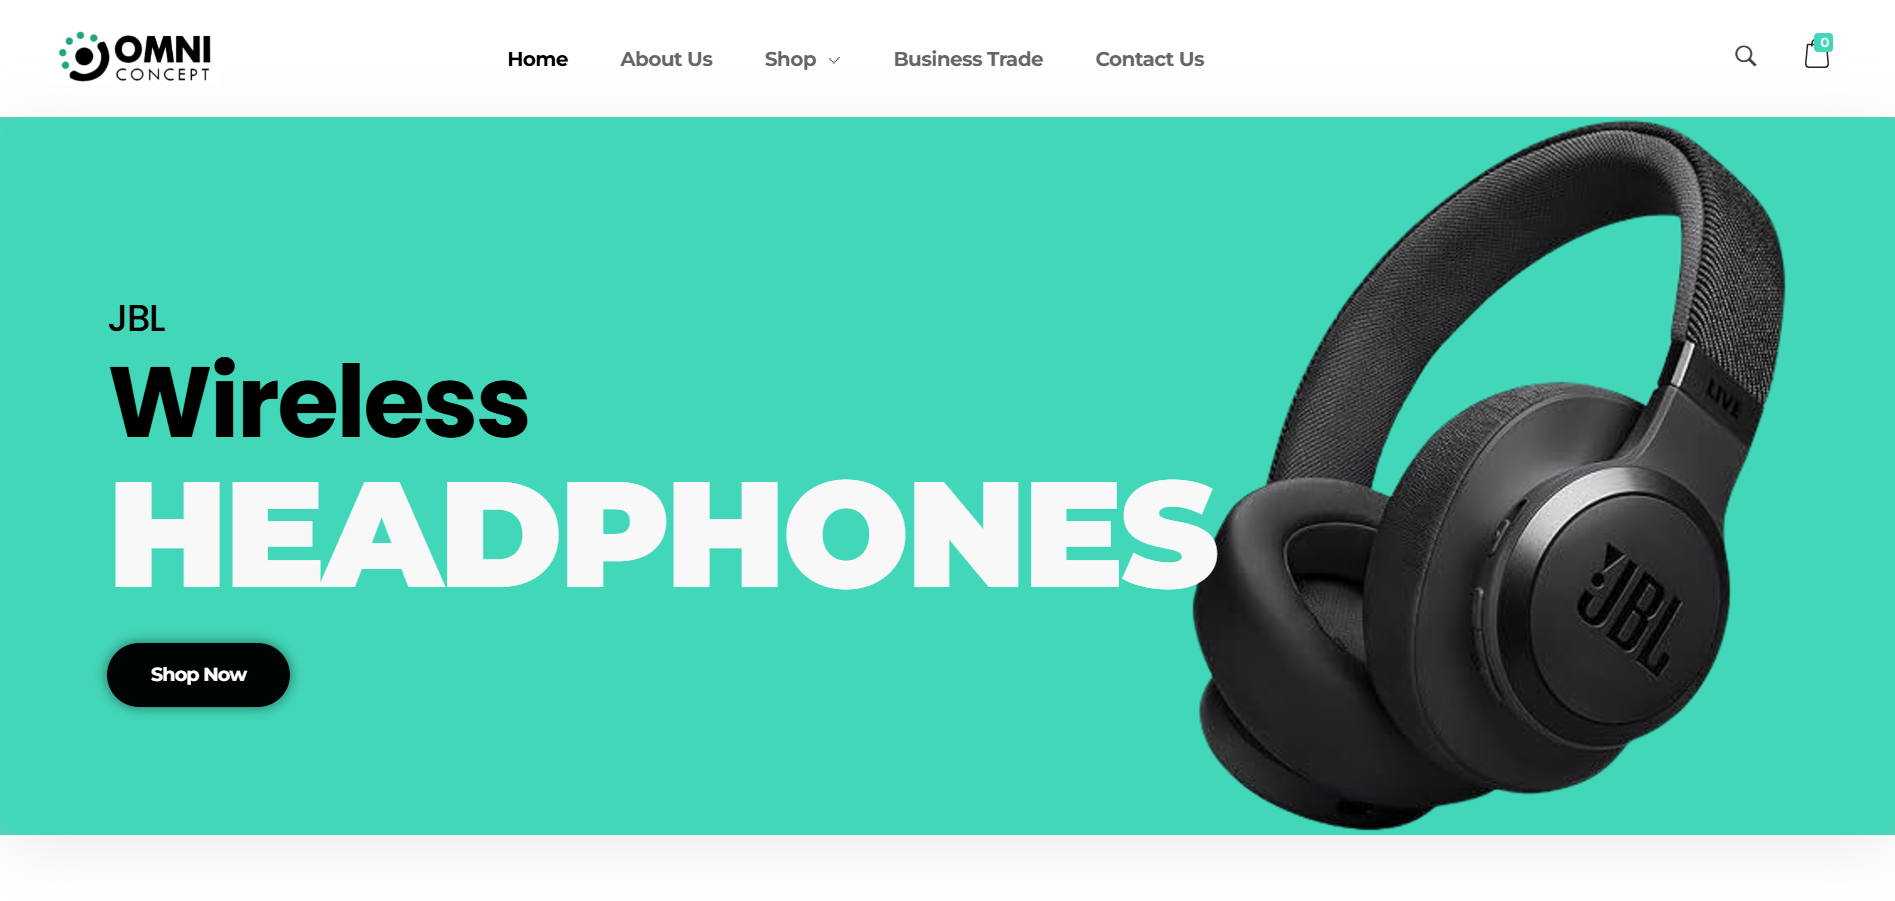 OMNI
CONCEPT
Home About Us Shop Business Trade Contact Us
0
JBL
Wireless
HEADPHONES
Shop Now
LIVE
JBL